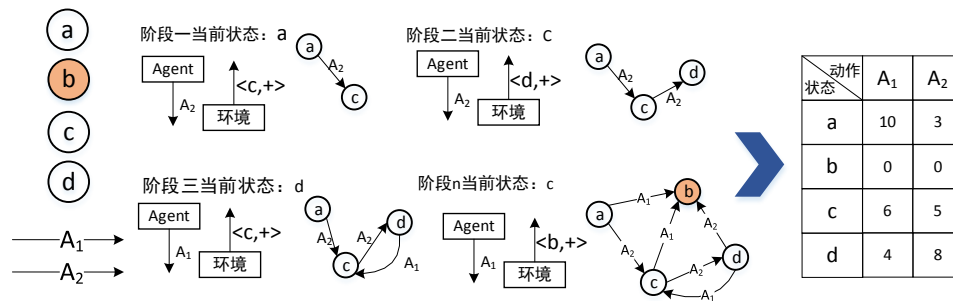 a
b
c
d
A₁
A₂
阶段一当前状态：a
Agent
A₂
<c,+>
环境
a
A₂
c
阶段二当前状态：c
Agent
A₂
<d,+>
环境
a
A₂
c
A₂
d
阶段三当前状态：d
Agent
A₁
<c,+>
环境
a
A₂
c
A₂
d
A₁
阶段n当前状态：c
Agent
A₁
<b,+>
环境
a
A₁
b
A₂
A₁
A₂
c
A₂
d
A₁
动作 A₁ A₂
状态
a 10 3
b 0 0
c 6 5
d 4 8